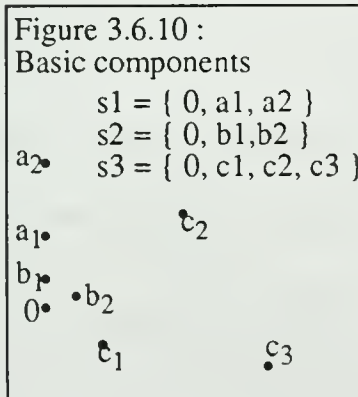 Figure 3.6.10 :
Basic components
s1 = { 0, a1, a2 }
s2 = { 0, b1,b2 }
s3 = { 0, c1, c2, c3 }
a2
c2
a1
b1
b2
0
c1
c3